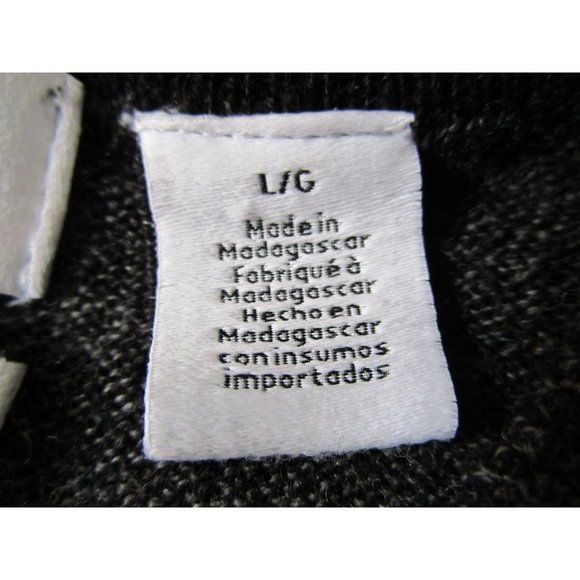 L/G
Made in
Madagascar
Fabriqué à
Madagascar
Hecho en
Madagascar
con insumos
importados